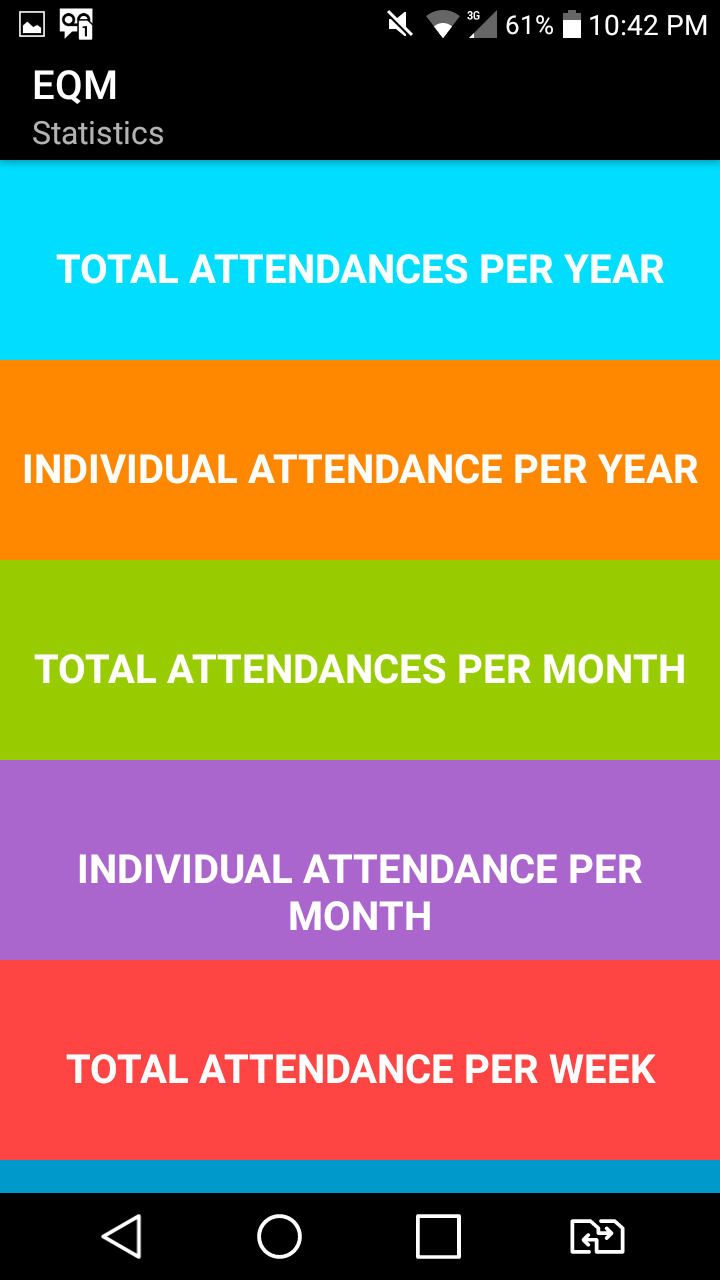 3G 61% 10:42 PM
EQM
Statistics
TOTAL ATTENDANCES PER YEAR
INDIVIDUAL ATTENDANCE PER YEAR
TOTAL ATTENDANCES PER MONTH
INDIVIDUAL ATTENDANCE PER
MONTH
TOTAL ATTENDANCE PER WEEK